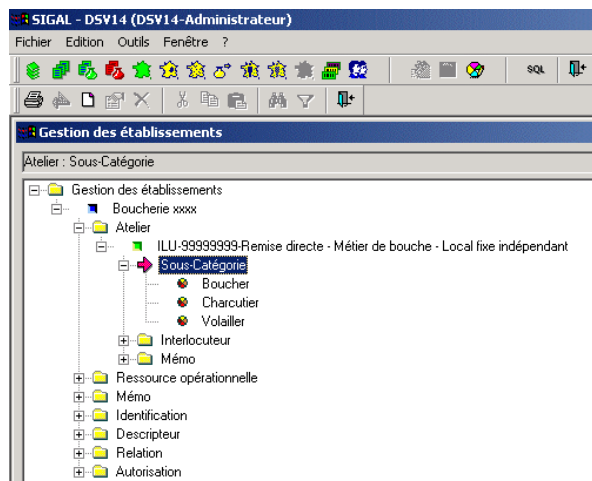 SIGAL - DSV14 (DSV14-Administrateur)
Fichier Edition Outils Fenêtre ?
SQL
Gestion des établissements
Atelier : Sous-Catégorie
Gestion des établissements
Boucherie xxxx
Atelier
ILU-99999999-Remise directe - Métier de bouche - Local fixe indépendant
Sous-Catégorie
Boucher
Charcutier
Volailler
Interlocuteur
Mémo
Ressource opérationnelle
Mémo
Identification
Descripteur
Relation
Autorisation